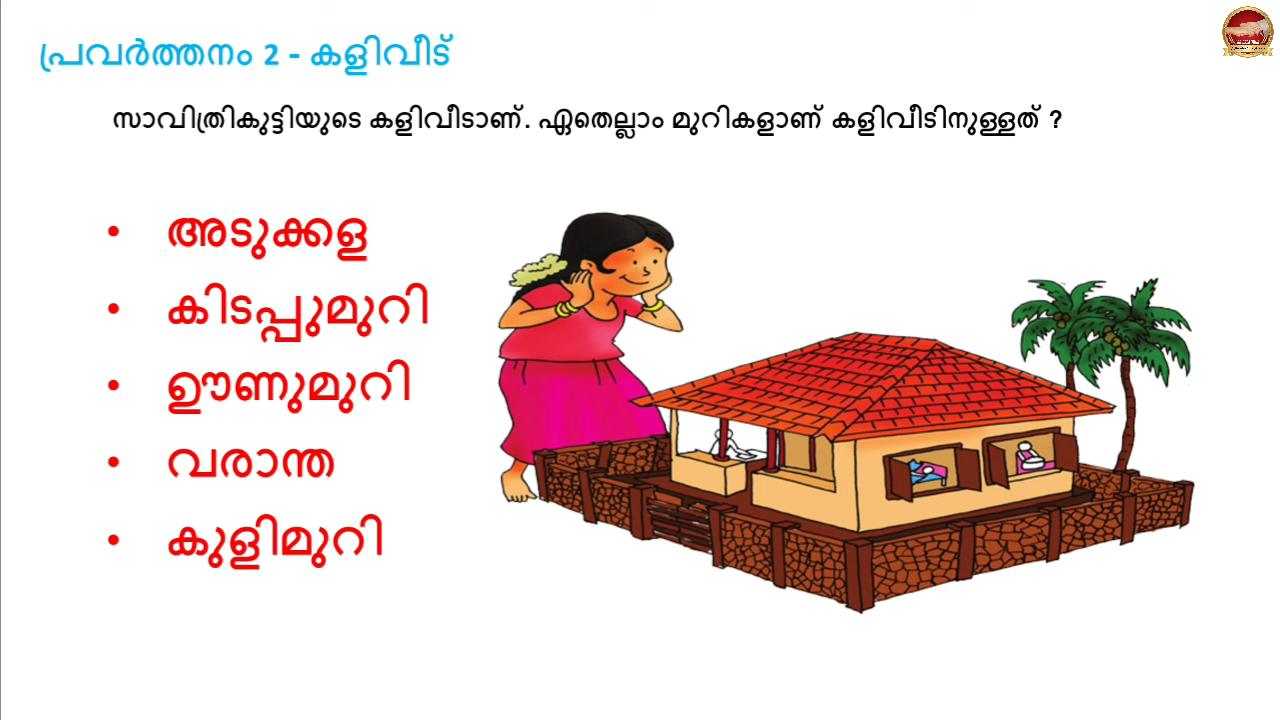 പ്രവർത്തനം 2 - കളിവീട്
സാവിത്രികുട്ടിയുടെ കളിവീടാണ്. ഏതെല്ലാം മുറികളാണ് കളിവീടിനുള്ളത് ?
• അടുക്കള
• കിടപ്പുമുറി
• ഊണുമുറി
• വരാന്ത
• കുളിമുറി